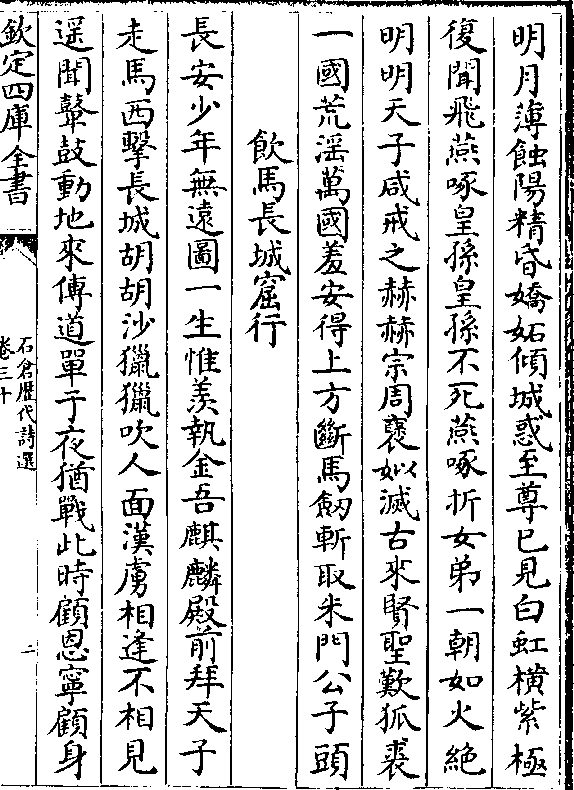 明月薄蝕陽精昏嬌妬傾城惑至尊已見白虹橫紫極
復聞飛燕啄皇孫皇孫不死燕啄折女弟一朝如火絶
明明天子咸戒之赫赫宗周褒姒滅古來賢聖歎狐裘
一國荒淫萬國羞安得上方斷馬劔斬取朱門公子頭
飲馬長城窟行
長安少年無遠圖一生惟羨執金吾麒麟殿前拜天子
走馬西擊長城胡胡沙獵獵吹人面漢虜相逢不相見
遥聞鼙鼓動地來傳道單于夜猶戰此時顧恩寧顧身
欽定四庫全書
石倉歴代詩選
卷三十
二